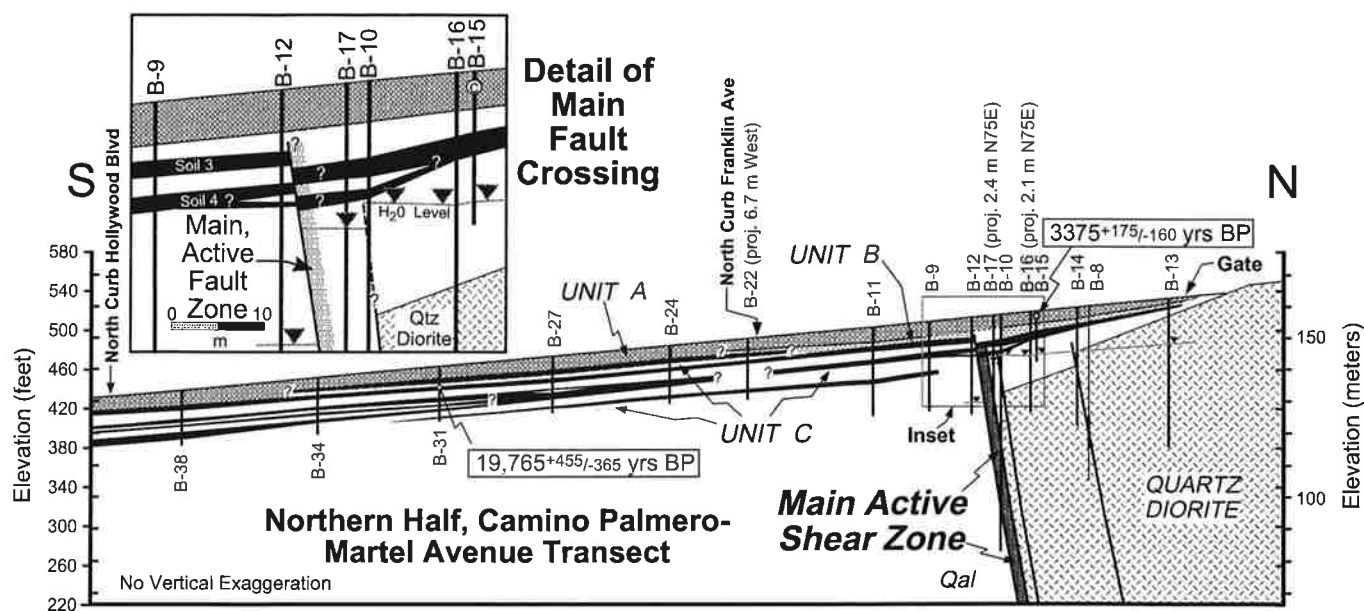 B-9
B-12
B-17
B-10
B-16
B-15
C
Detail of
Main
Fault
Crossing
Soil 3
?
?
?
Soil 4
?
?
?
H20 Level
Main,
Active
Fault
Zone
0 10
m
?
Qtz
Diorite
S
N
North Curb Hollywood Blvd
North Curb Franklin Ave
B-22 (proj. 6.7 m West)
B-17 (proj. 2.4 m N75E)
B-16 (proj. 2.1 m N75E)
3375+175/-160 yrs BP
Gate
UNIT A
UNIT B
UNIT C
B-27
B-24
B-11
B-9
B-12
B-10
B-15
B-14
B-8
B-13
?
?
?
?
?
?
B-38
B-34
B-31
19,765+455/-365 yrs BP
Inset
580
540
500
460
420
380
340
300
260
220
Elevation (feet)
150
100
Elevation (meters)
Main Active
Shear Zone
Qal
QUARTZ
DIORITE
Northern Half, Camino Palmero-
Martel Avenue Transect
No Vertical Exaggeration